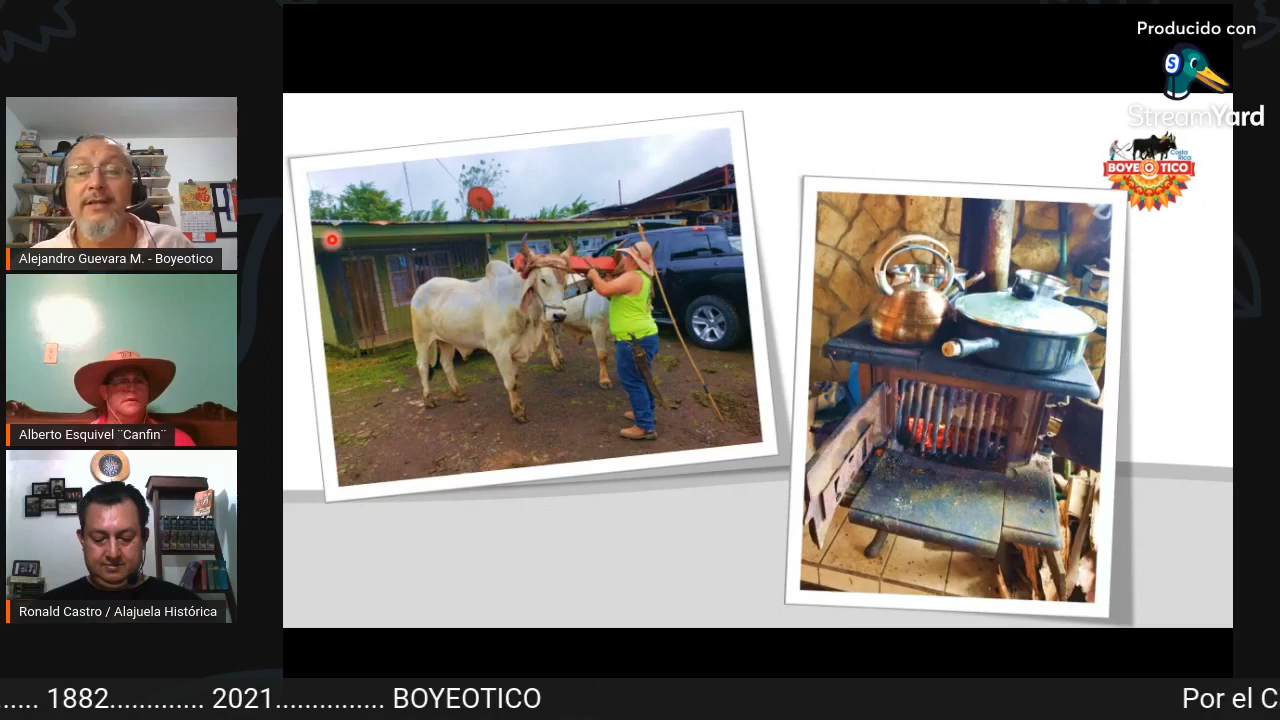 Producido con
StreamYard
Costa
Rica
BOYEOTICO
Alejandro Guevara M. - Boyeotico
Alberto Esquivel ¨Canfin¨
Ronald Castro / Alajuela Histórica
...... 1882............. 2021............... BOYEOTICO
Por el C